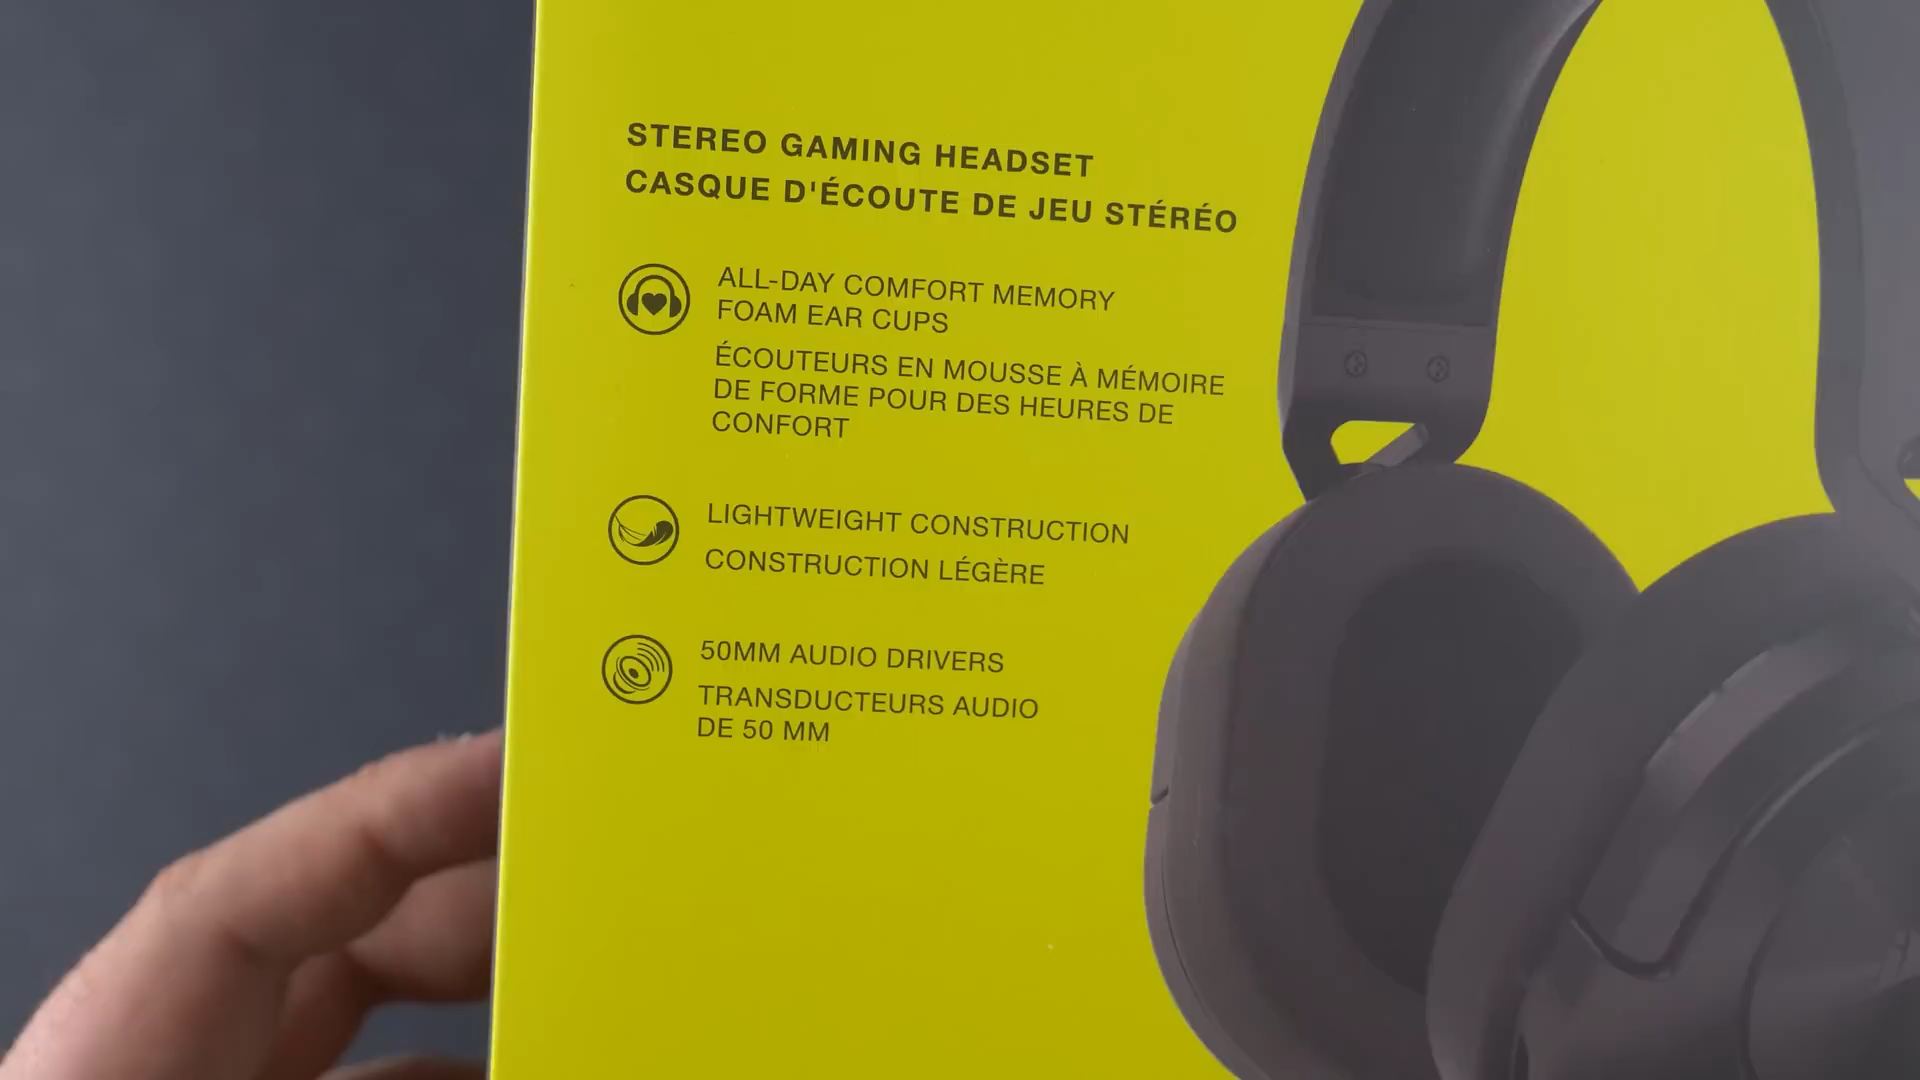 STEREO GAMING HEADSET
CASQUE D'ÉCOUTE DE JEU STÉRÉO
ALL-DAY COMFORT MEMORY
FOAM EAR CUPS
ÉCOUTEURS EN MOUSSE À MÉMOIRE
DE FORME POUR DES HEURES DE
CONFORT
LIGHTWEIGHT CONSTRUCTION
CONSTRUCTION LÉGÈRE
50MM AUDIO DRIVERS
TRANSDUCTEURS AUDIO
DE 50 MM